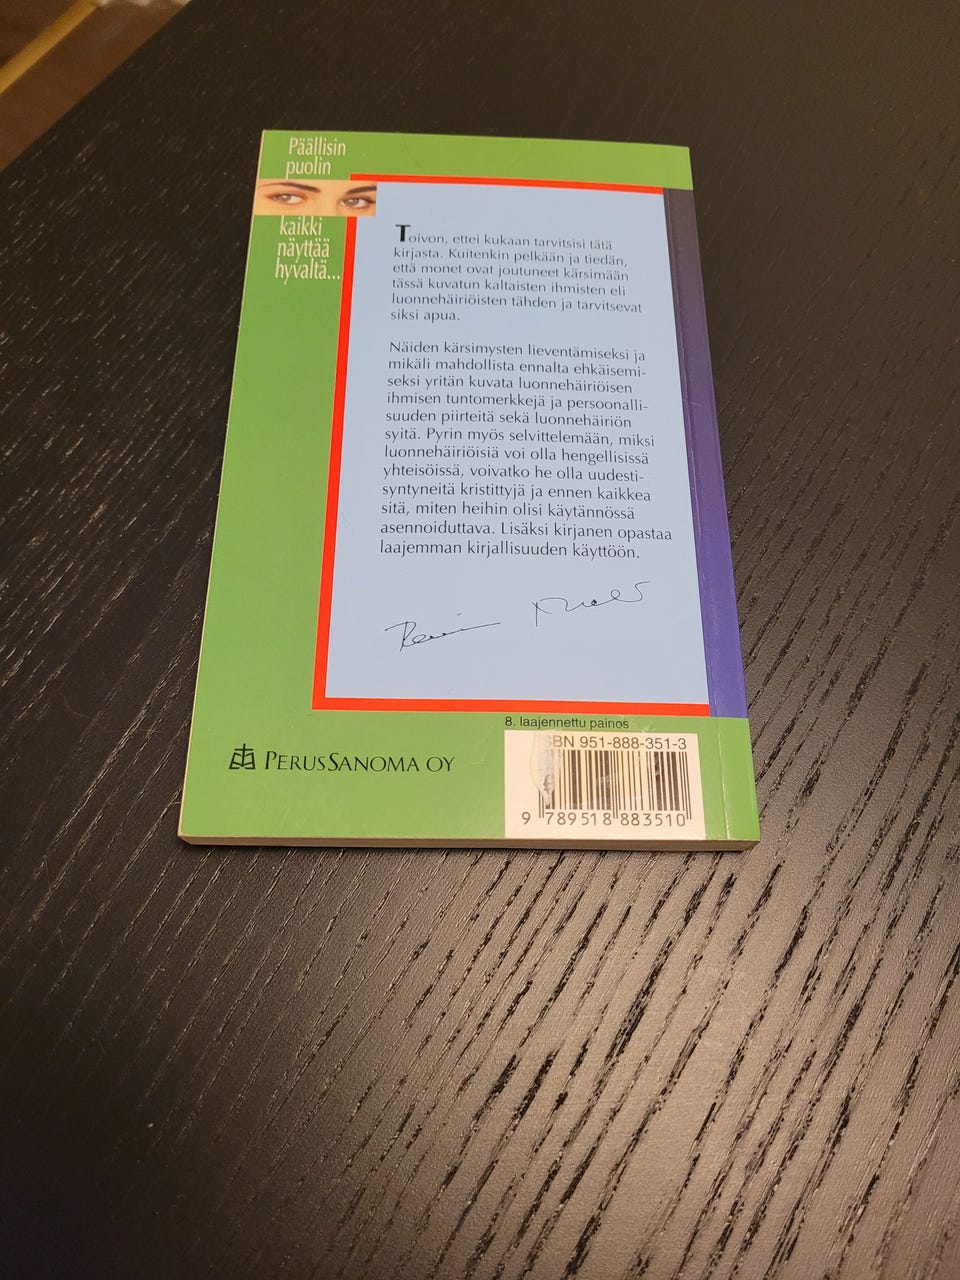 Päällisin
puolin
kaikki
näyttää
hyvältä...
Toivon, ettei kukaan tarvitsisi tätä
kirjasta. Kuitenkin pelkään ja tiedän,
että monet ovat joutuneet kärsimään
tässä kuvatun kaltaisten ihmisten eli
luonnehäiriöisten tähden ja tarvitsevat
siksi apua.
Näiden kärsimysten lieventämiseksi ja
mikäli mahdollista ennalta ehkäisemi-
seksi yritän kuvata luonnehäiriöisen
ihmisen tuntomerkkejä ja persoonalli-
suuden piirteitä sekä luonnehäiriön
syitä. Pyrin myös selvittelemään, miksi
luonnehäiriöisiä voi olla hengellisissä
yhteisöissä, voivatko he olla uudesti-
syntyneitä kristittyjä ja ennen kaikkea
sitä, miten heihin olisi käytännössä
asennoiduttava. Lisäksi kirjanen opastaa
laajemman kirjallisuuden käyttöön.
8. laajennettu painos
ISBN 951-888-351-3
PERUSSANOMA OY
9 789518 883510